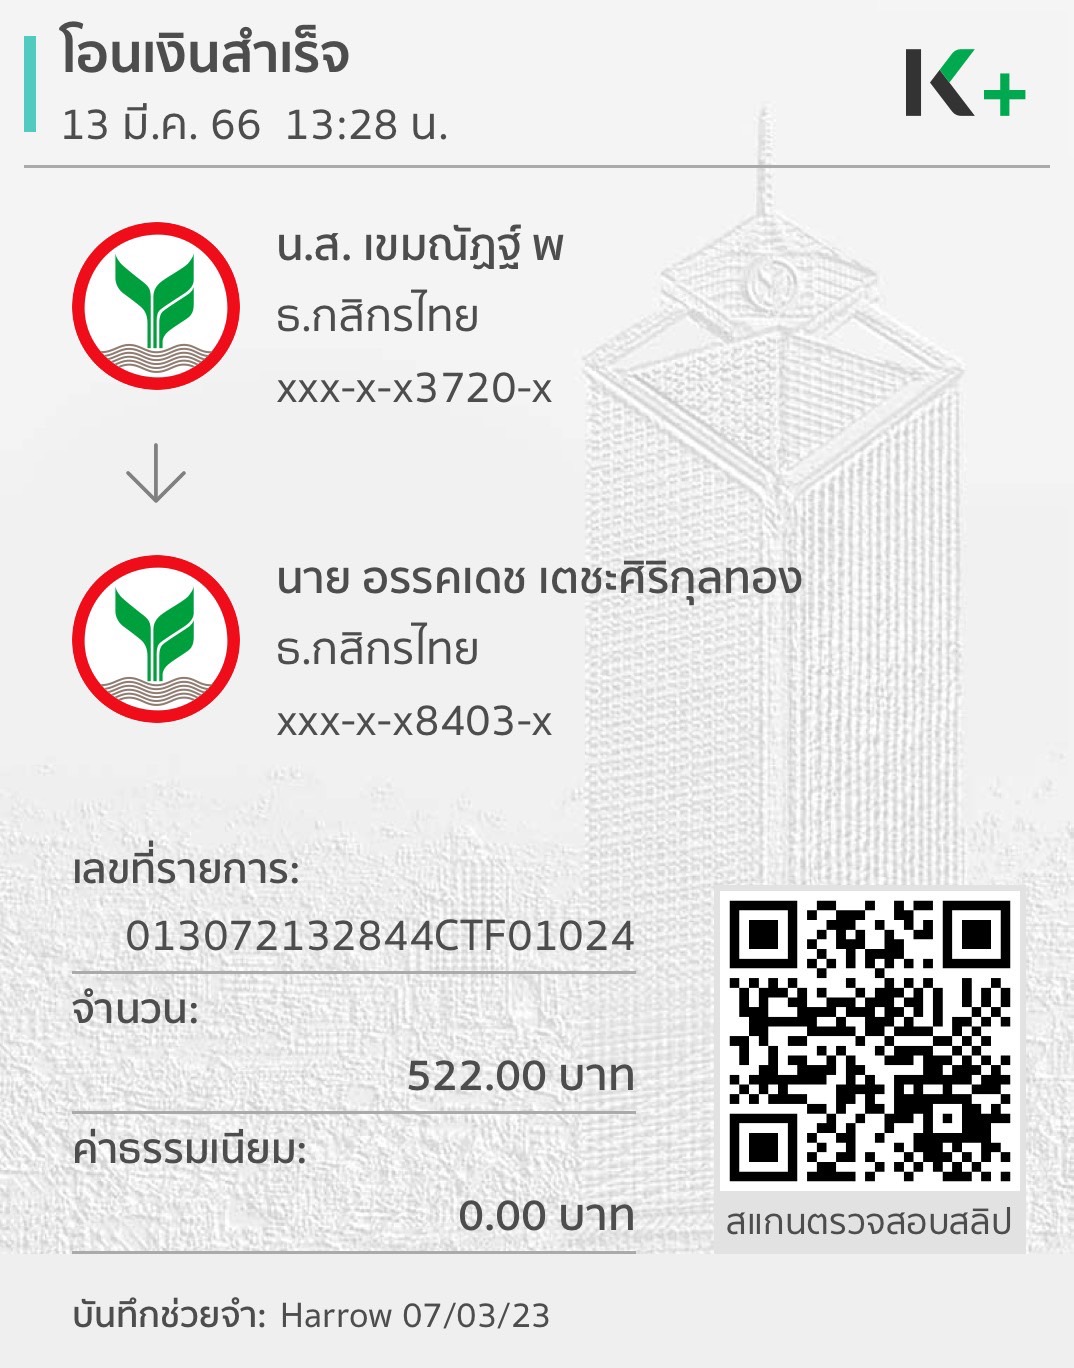 โอนเงินสำเร็จ
13 มี.ค. 66 13:28 น.
K+
น.ส. เขมณัฏฐ์ พ
ธ.กสิกรไทย
xxx-x-x3720-x
นาย อรรคเดช เตชะศิริกุลทอง
ธ.กสิกรไทย
xxx-x-x8403-x
เลขที่รายการ:
013072132844CTF01024
จำนวน:
522.00 บาท
ค่าธรรมเนียม:
0.00 บาท
สแกนตรวจสอบสลิป
บันทึกช่วยจำ: Harrow 07/03/23